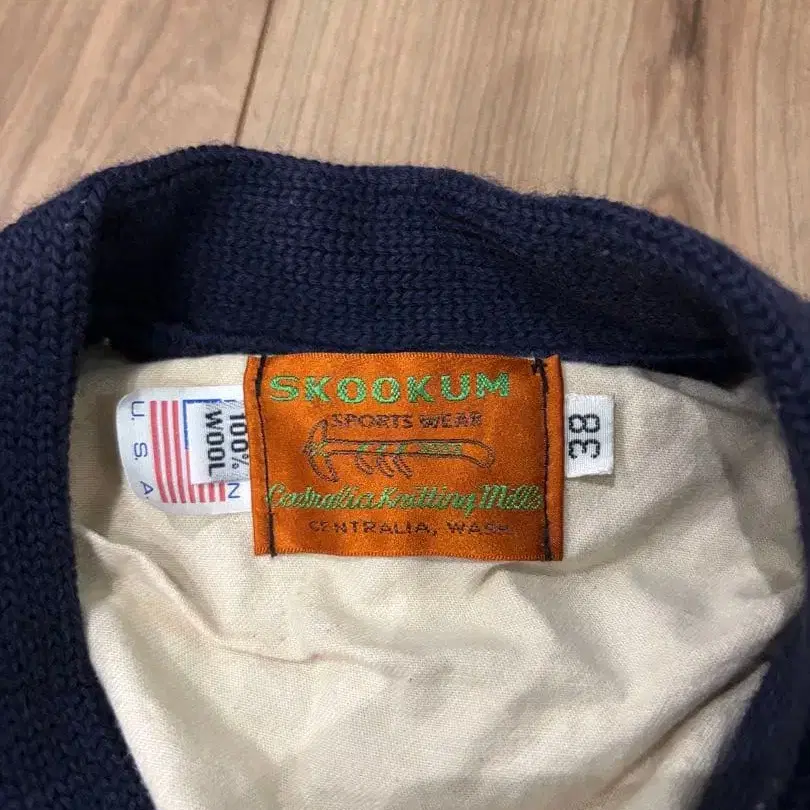 SKOOKUM
SPORTS WEAR
Centralia Knitting Mills
CENTRALIA, WASH.
38
100%
WOOL
U.S.A.
N